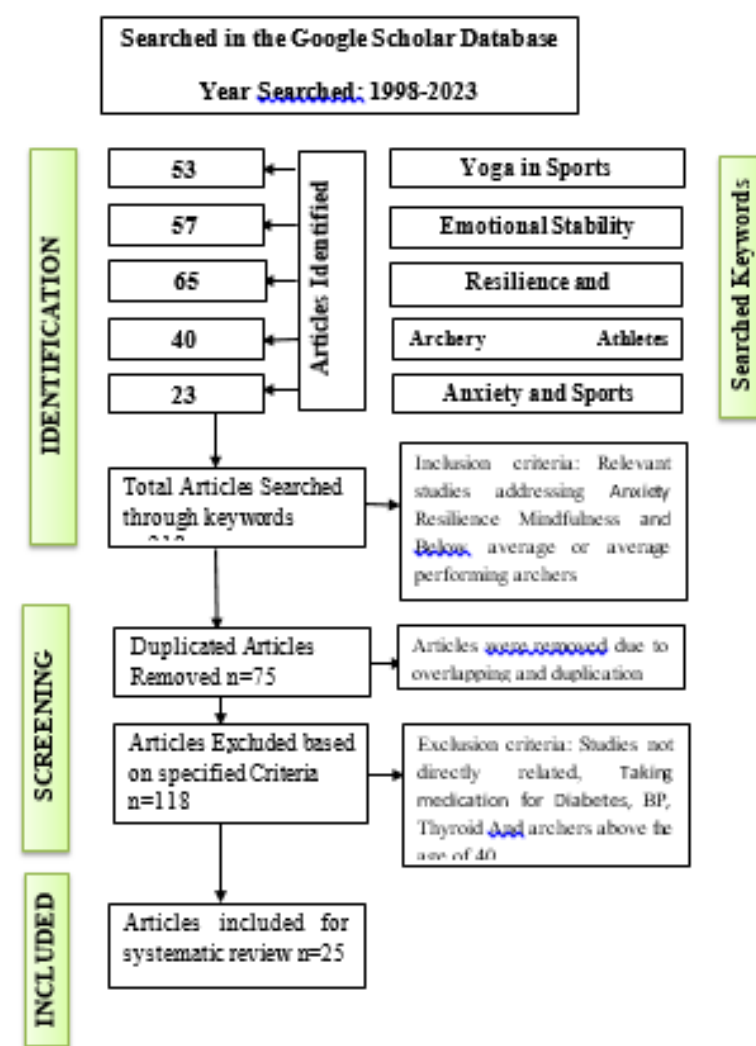 Searched in the Google Scholar Database
Year Searched: 1998-2023
IDENTIFICATION
53
57
65
40
23
Articles Identified
Yoga in Sports
Emotional Stability
Resilience and
Archery Athletes
Anxiety and Sports
Searched Keywords
Total Articles Searched
through keywords
Inclusion criteria: Relevant
studies addressing Anxiety
Resilience Mindfulness and
Below average or average
performing archers
SCREENING
Duplicated Articles
Removed n=75
Articles were removed due to
overlapping and duplication
Articles Excluded based
on specified Criteria
n=118
Exclusion criteria: Studies not
directly related, Taking
medication for Diabetes, BP,
Thyroid And archers above the
age of 40
INCLUDED
Articles included for
systematic review n=25